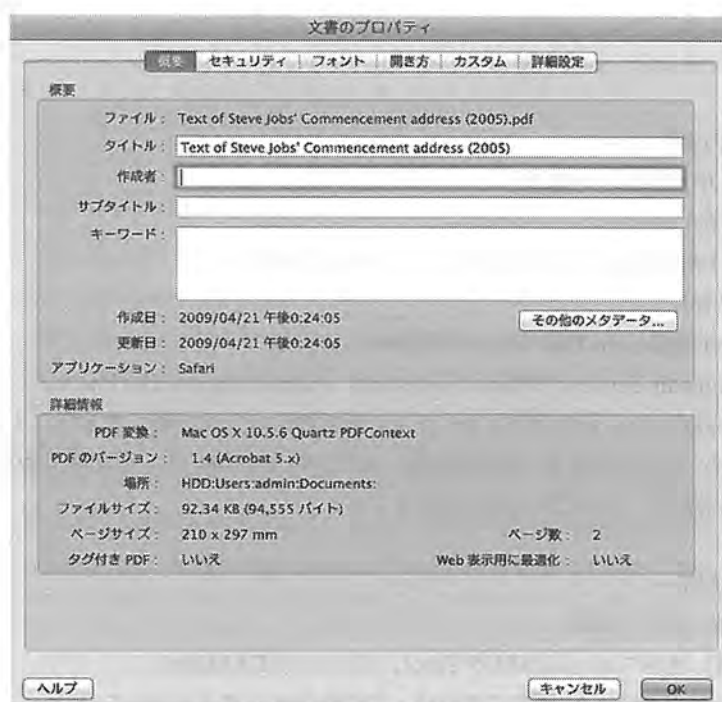 文書のプロパティ
概要 セキュリティ フォント 開き方 カスタム 詳細設定
概要
ファイル： Text of Steve Jobs' Commencement address (2005).pdf
タイトル： Text of Steve Jobs' Commencement address (2005)
作成者：
サブタイトル：
キーワード：
作成日： 2009/04/21 午後0:24:05 その他のメタデータ...
更新日： 2009/04/21 午後0:24:05
アプリケーション： Safari
詳細情報
PDF 変換： Mac OS X 10.5.6 Quartz PDFContext
PDF のバージョン： 1.4 (Acrobat 5.x)
場所： HDD:Users:admin:Documents:
ファイルサイズ： 92.34 KB (94,555 バイト)
ページサイズ： 210 x 297 mm ページ数： 2
タグ付き PDF： いいえ Web 表示用に最適化： いいえ
ヘルプ キャンセル OK